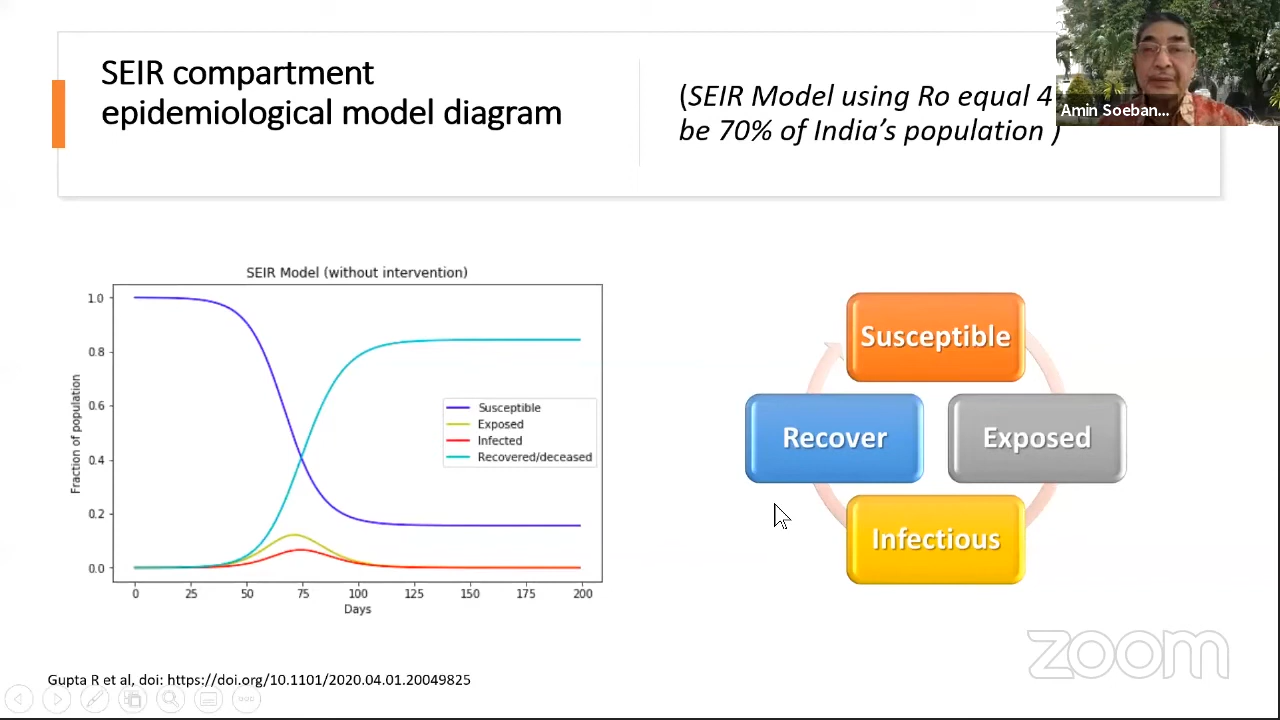 SEIR compartment
epidemiological model diagram
(SEIR Model using Ro equal 4
be 70% of India's population )
Amin Soeban...
SEIR Model (without intervention)
Fraction of population
1.0
0.8
0.6
0.4
0.2
0.0
Susceptible
Exposed
Infected
Recovered/deceased
0 25 50 75 100 125 150 175 200
Days
Susceptible
Recover
Exposed
Infectious
zoom
Gupta R et al, doi: https://doi.org/10.1101/2020.04.01.20049825